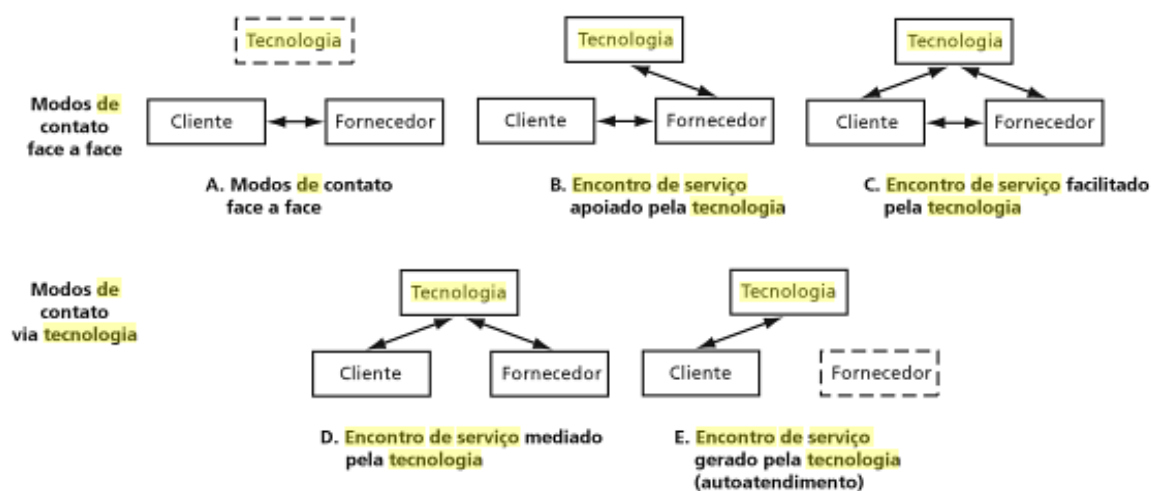 Tecnologia
Tecnologia
Tecnologia
Modos de
contato
face a face
Cliente
Fornecedor
Cliente
Fornecedor
Cliente
Fornecedor
A. Modos de contato
face a face
B. Encontro de serviço
apoiado pela tecnologia
C. Encontro de serviço facilitado
pela tecnologia
Modos de
contato
via tecnologia
Tecnologia
Tecnologia
Cliente
Fornecedor
Cliente
Fornecedor
D. Encontro de serviço mediado
pela tecnologia
E. Encontro de serviço
gerado pela tecnologia
(autoatendimento)